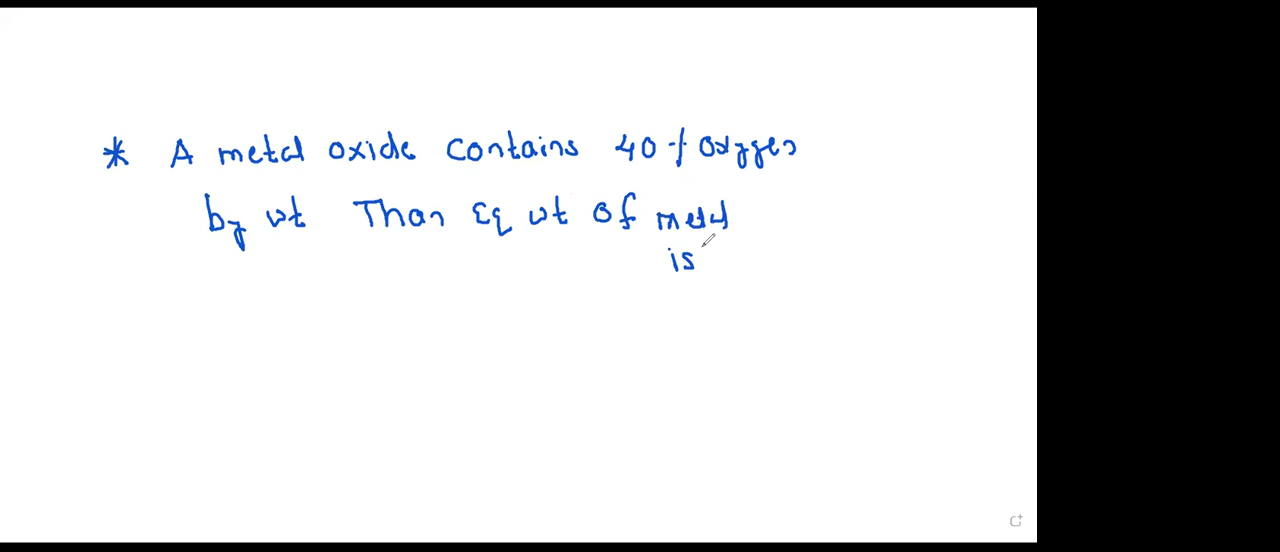 * A metal oxide contains 40 % oxygen
by wt Than Eq wt of metal
is